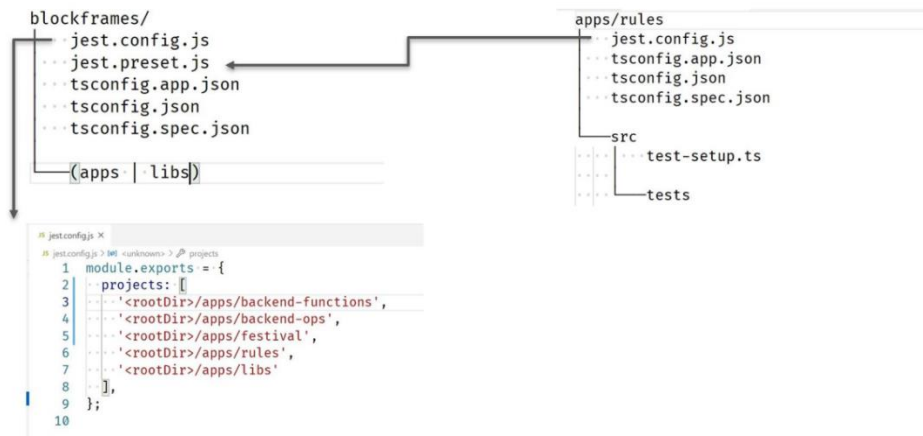 blockframes/
jest.config.js
jest.preset.js
tsconfig.app.json
tsconfig.json
tsconfig.spec.json
(apps | libs)
apps/rules
jest.config.js
tsconfig.app.json
tsconfig.json
tsconfig.spec.json
src
test-setup.ts
tests
JS jest.config.js ×
JS jest.config.js > <unknown> > projects
1 module.exports = {
2 projects: [
3 '<rootDir>/apps/backend-functions',
4 '<rootDir>/apps/backend-ops',
5 '<rootDir>/apps/festival',
6 '<rootDir>/apps/rules',
7 '<rootDir>/apps/libs'
8 ],
9 };
10